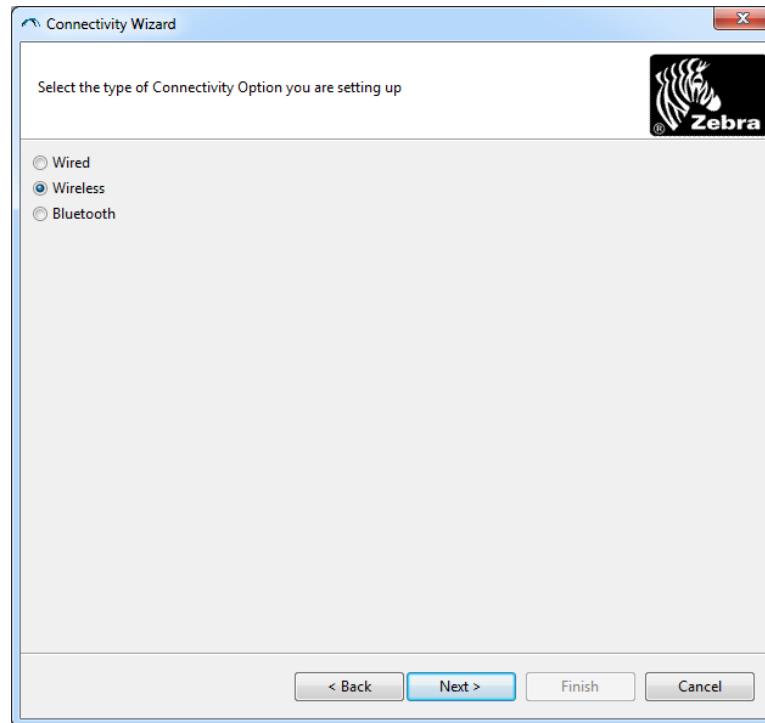 Connectivity Wizard
X
Select the type of Connectivity Option you are setting up
® Zebra
Wired
Wireless
Bluetooth
< Back Next > Finish Cancel